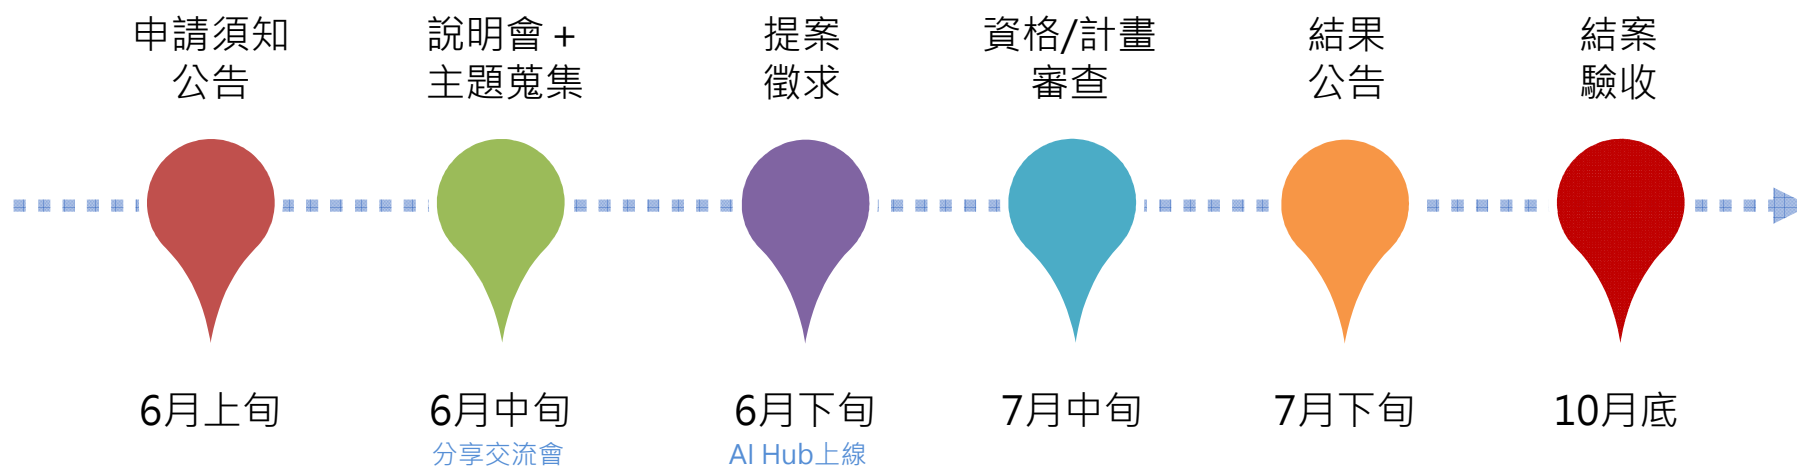 申請須知
公告
說明會 +
主題蒐集
提案
徵求
資格/計畫
審查
結果
公告
結案
驗收
6月上旬
6月中旬
分享交流會
6月下旬
AI Hub上線
7月中旬
7月下旬
10月底